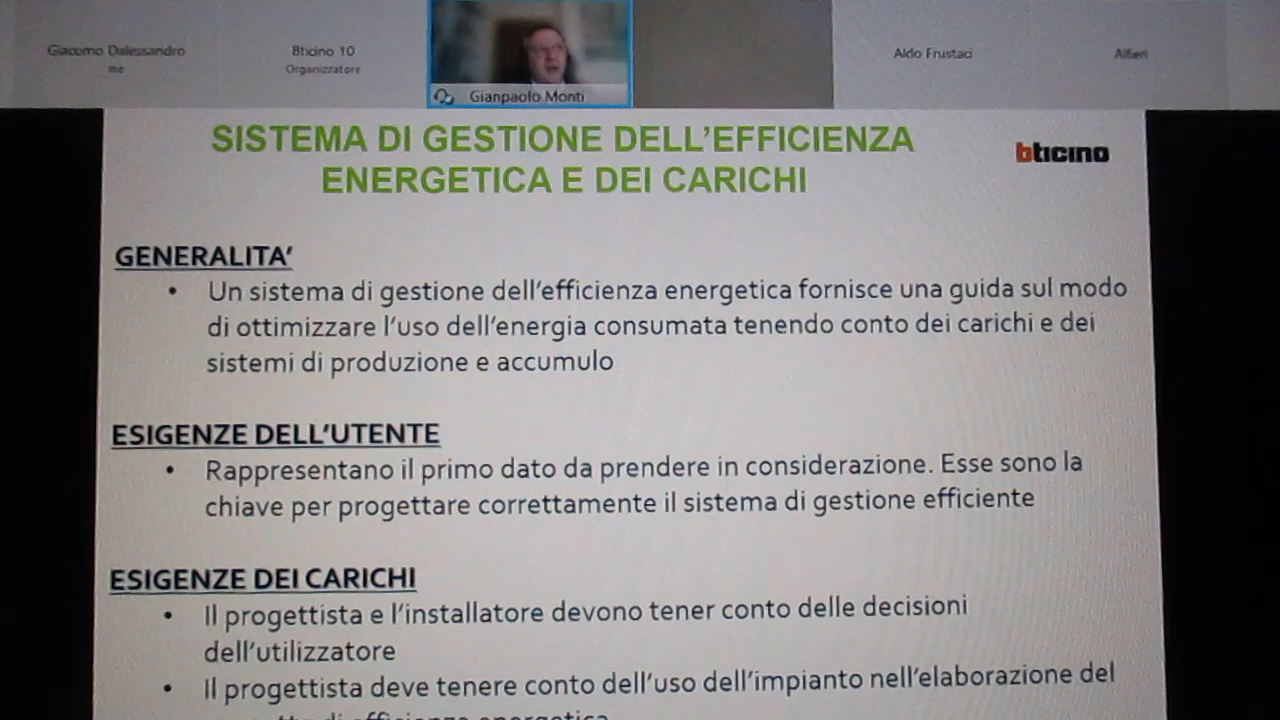 Giacomo Dalessandro
me
Bticino 10
Organizzatore
Gianpaolo Monti
Aldo Frustaci
Alfieri
SISTEMA DI GESTIONE DELL'EFFICIENZA
ENERGETICA E DEI CARICHI
bticino
GENERALITA'
• Un sistema di gestione dell'efficienza energetica fornisce una guida sul modo
di ottimizzare l'uso dell'energia consumata tenendo conto dei carichi e dei
sistemi di produzione e accumulo
ESIGENZE DELL'UTENTE
• Rappresentano il primo dato da prendere in considerazione. Esse sono la
chiave per progettare correttamente il sistema di gestione efficiente
ESIGENZE DEI CARICHI
• Il progettista e l'installatore devono tener conto delle decisioni
dell'utilizzatore
• Il progettista deve tenere conto dell'uso dell'impianto nell'elaborazione del
di efficienza energetica